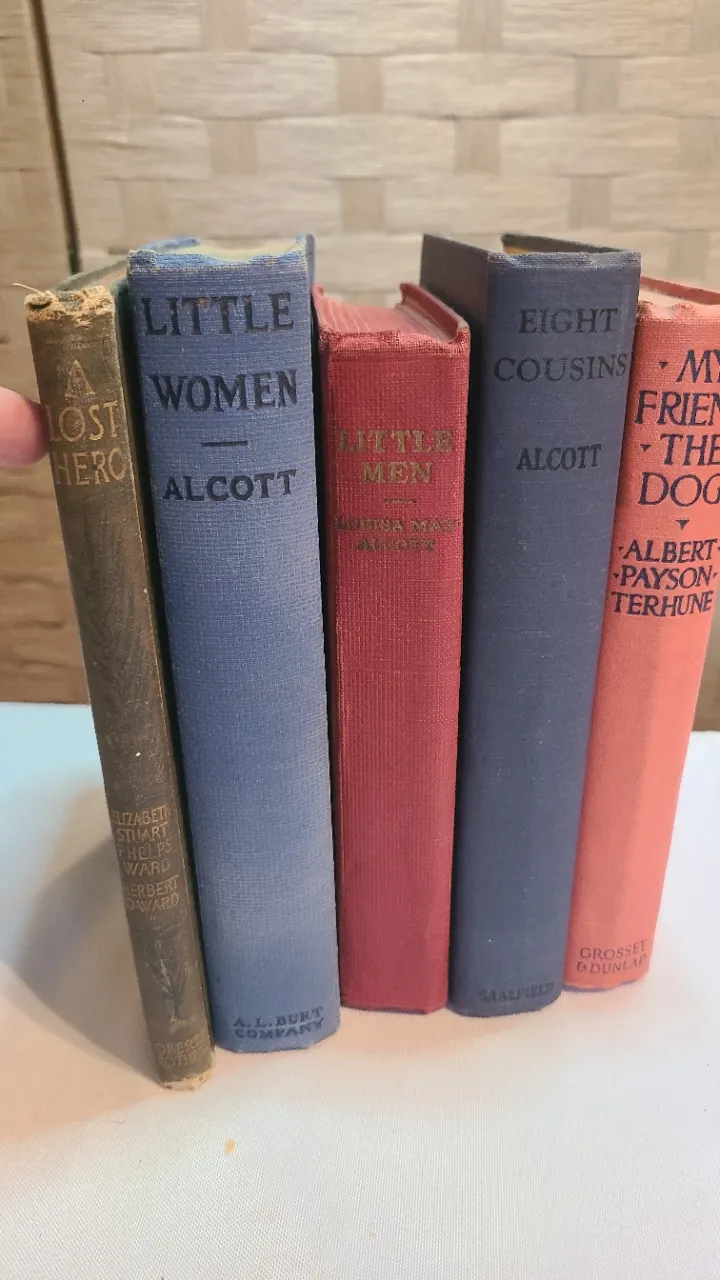 A
LOST
HERO
ELIZABETH
STUART
PHELPS
WARD
HERBERT
D.WARD
LITTLE
WOMEN
ALCOTT
A.L. BURT
COMPANY
LITTLE
MEN
LOUISA MAY
ALCOTT
EIGHT
COUSINS
ALCOTT
SAALFIELD
MY
FRIEN
THE
DOG
ALBERT
PAYSON
TERHUNE
GROSSET
& DUNLAP